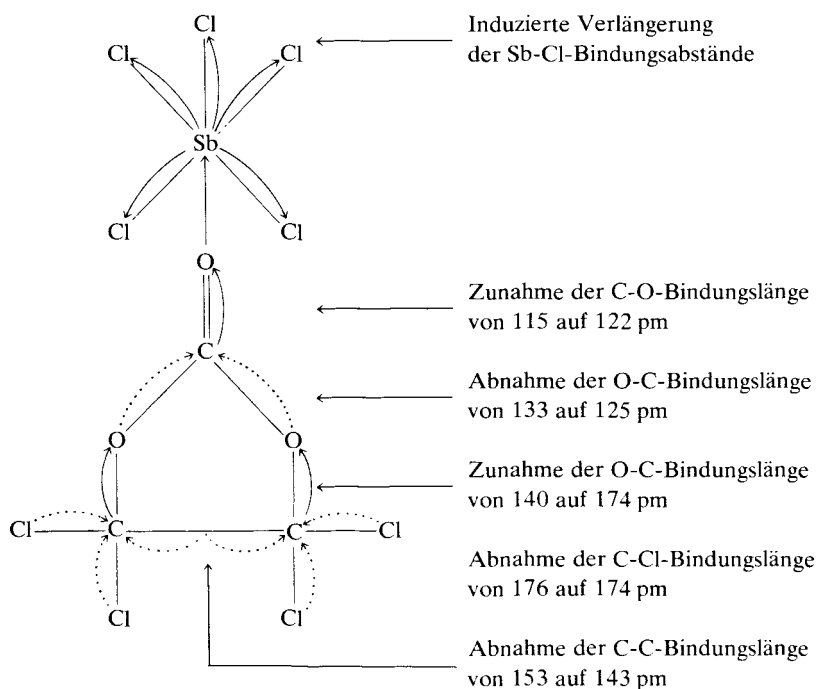 Cl
Cl Cl
Induzierte Verlängerung
der Sb-Cl-Bindungsabstände
Sb
Cl Cl
O
Zunahme der C-O-Bindungslänge
von 115 auf 122 pm
C
Abnahme der O-C-Bindungslänge
von 133 auf 125 pm
O O
Zunahme der O-C-Bindungslänge
von 140 auf 174 pm
Cl C C Cl
Abnahme der C-Cl-Bindungslänge
von 176 auf 174 pm
Cl Cl
Abnahme der C-C-Bindungslänge
von 153 auf 143 pm